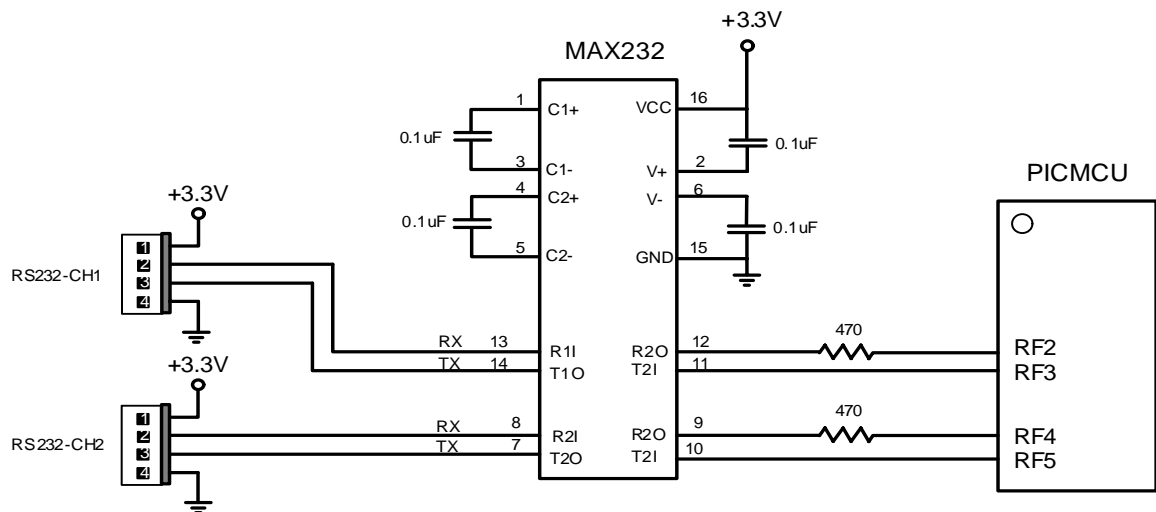 +3.3V
MAX232
1 C1+ VCC 16
0.1uF 0.1uF
3 C1- V+ 2
4 C2+ V- 6
0.1uF 0.1uF
5 C2- GND 15
PICMCU
+3.3V
RS232-CH1
1
2
3
4
RX 13 R1I R2O 12 470 RF2
TX 14 T1O T2I 11 RF3
+3.3V
RS232-CH2
1
2
3
4
RX 8 R2I R2O 9 470 RF4
TX 7 T2O T2I 10 RF5